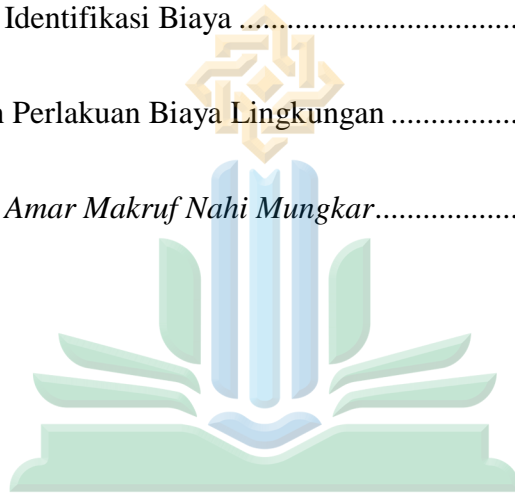 Identifikasi Biaya ..................................
n Perlakuan Biaya Lingkungan ................
Amar Makruf Nahi Mungkar..................